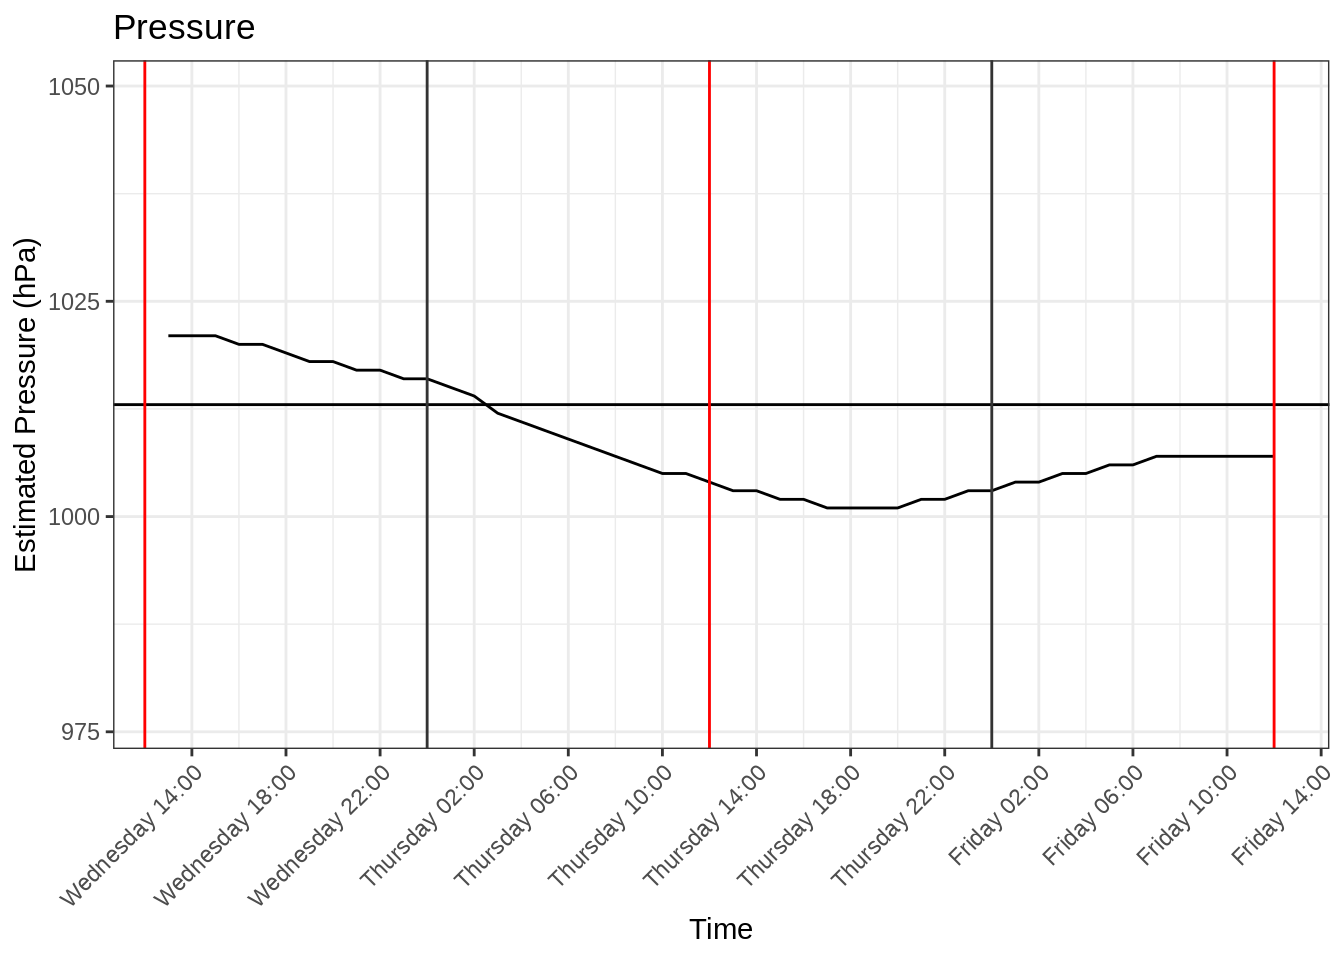 Pressure
Estimated Pressure (hPa)
1050
1025
1000
975
Wednesday 14:00
Wednesday 18:00
Wednesday 22:00
Thursday 02:00
Thursday 06:00
Thursday 10:00
Thursday 14:00
Thursday 18:00
Thursday 22:00
Friday 02:00
Friday 06:00
Friday 10:00
Friday 14:00
Time